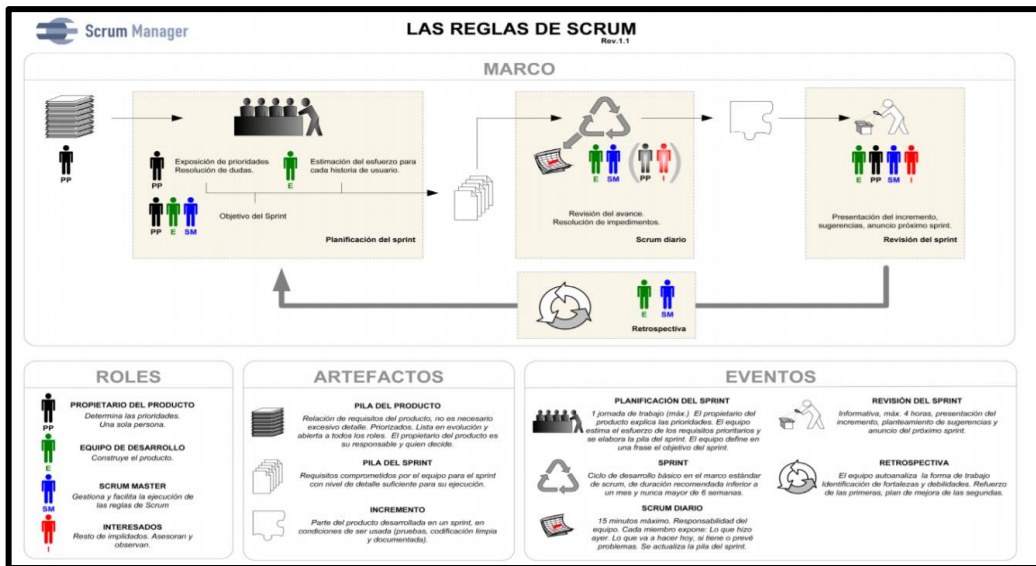 Scrum Manager
LAS REGLAS DE SCRUM
Rev.1.1
MARCO
PP
PP
Exposición de prioridades
Resolución de dudas.
E
Estimación del esfuerzo para
cada historia de usuario.
PP E SM
Objetivo del Sprint
Planificación del sprint
E SM PP I
Revisión del avance.
Resolución de impedimentos.
Scrum diario
E PP SM I
Presentación del incremento,
sugerencias, anuncio próximo sprint.
Revisión del sprint
E SM
Retrospectiva
ROLES
PP
PROPIETARIO DEL PRODUCTO
Determina las prioridades.
Una sola persona.
E
EQUIPO DE DESARROLLO
Construye el producto.
SM
SCRUM MASTER
Gestiona y facilita la ejecución de
las reglas de Scrum
I
INTERESADOS
Resto de implidados. Asesoran y
observan.
ARTEFACTOS
PILA DEL PRODUCTO
Relación de requisitos del producto, no es necesario
excesivo detalle. Priorizados. Lista en evolución y
abierta a todos los roles. El propietario del producto es
su responsable y quien decide.
PILA DEL SPRINT
Requisitos comprometidos por el equipo para el sprint
con nivel de detalle suficiente para su ejecución.
INCREMENTO
Parte del producto desarrollada en un sprint, en
condiciones de ser usada (pruebas, codificación limpia
y documentada).
EVENTOS
PLANIFICACIÓN DEL SPRINT
1 jornada de trabajo (máx.) El propietario del
producto explica las prioridades. El equipo
estima el esfuerzo de los requisitos prioritarios y
se elabora la pila del sprint. El equipo define en
una frase el objetivo del sprint.
SPRINT
Ciclo de desarrollo básico en el marco estándar
de scrum, de duración recomendada inferior a
un mes y nunca mayor de 6 semanas.
SCRUM DIARIO
15 minutos máximo. Responsabilidad del
equipo. Cada miembro expone: Lo que hizo
ayer. Lo que va a hacer hoy, si tiene o prevé
problemas. Se actualiza la pila del sprint.
REVISIÓN DEL SPRINT
Informativa, máx. 4 horas, presentación del
incremento, planteamiento de sugerencias y
anuncio del próximo sprint.
RETROSPECTIVA
El equipo autoanaliza la forma de trabajo
Identificación de fortalezas y debilidades. Refuerzo
de las primeras, plan de mejora de las segundas.